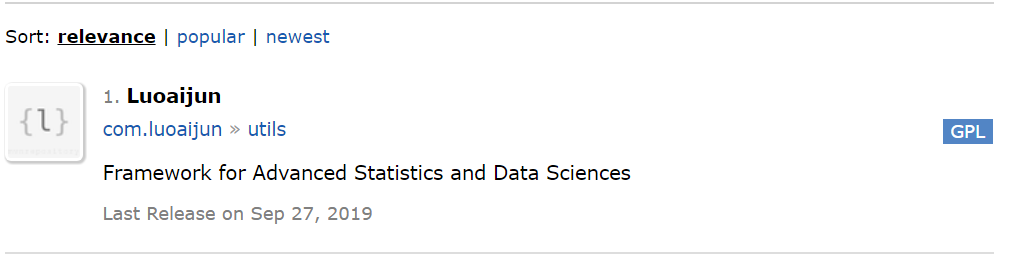 Sort: relevance | popular | newest
{l}
1. Luoaijun
com.luoaijun » utils
GPL
Framework for Advanced Statistics and Data Sciences
Last Release on Sep 27, 2019